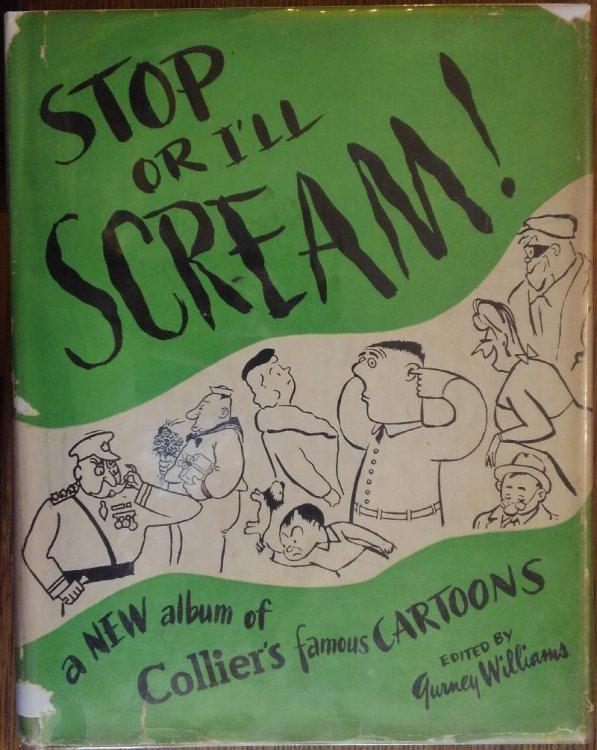 STOP
OR I'LL
SCREAM!
a NEW album of
Collier's famous CARTOONS
EDITED BY
Gurney Williams